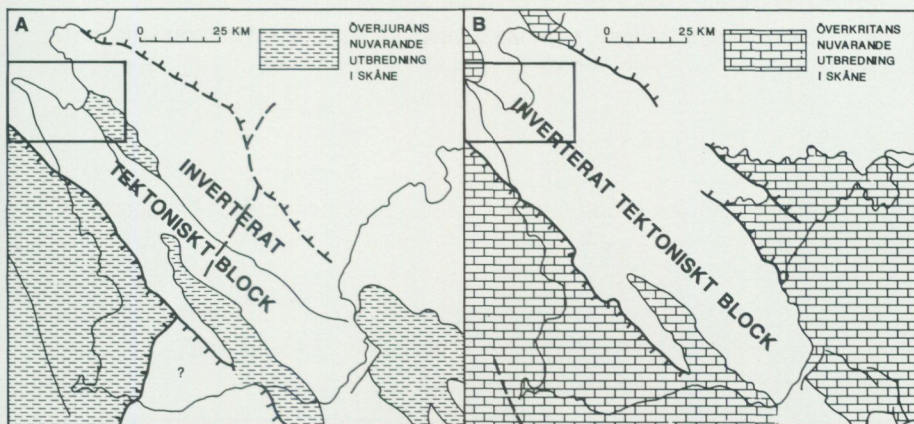 A
0 25 KM
ÖVERJURANS
NUVARANDE
UTBREDNING
I SKÅNE
INVERTERAT
TEKTONISKT BLOCK
?
B
0 25 KM
ÖVERKRITANS
NUVARANDE
UTBREDNING
I SKÅNE
INVERTERAT TEKTONISKT BLOCK